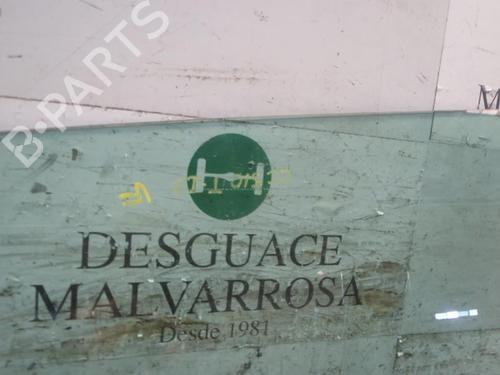 B-PARTS
M
DESGUACE
MALVARROSA
Desde 1981